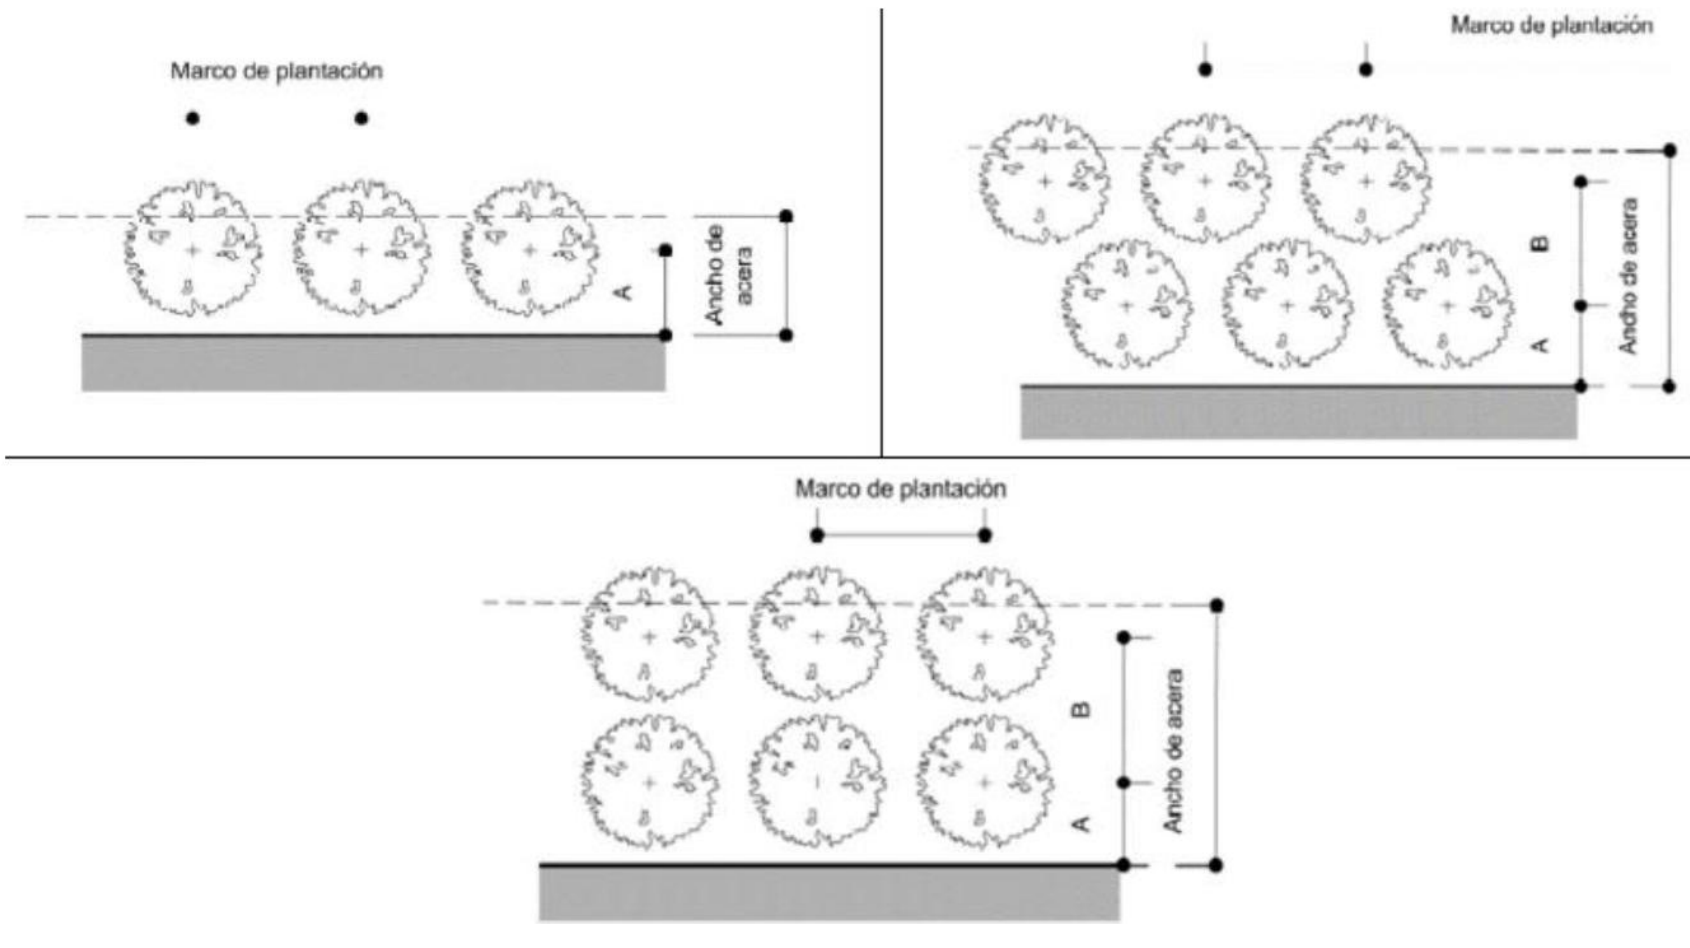 Marco de plantación
A
Ancho de
acera
Marco de plantación
B
A
Ancho de acera
Marco de plantación
B
A
Ancho de acera